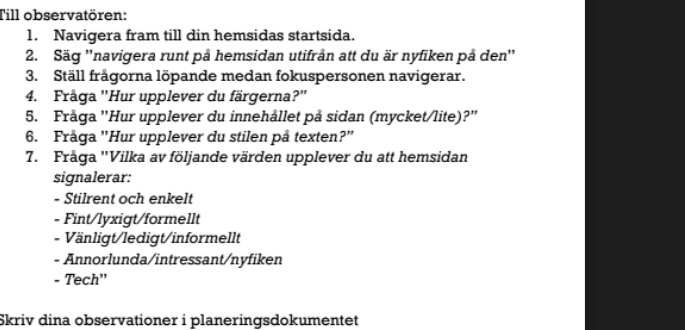 Till observatören:
1. Navigera fram till din hemsidas startsida.
2. Säg "navigera runt på hemsidan utifrån att du är nyfiken på den"
3. Ställ frågorna löpande medan fokuspersonen navigerar.
4. Fråga "Hur upplever du färgerna?"
5. Fråga "Hur upplever du innehållet på sidan (mycket/lite)?"
6. Fråga "Hur upplever du stilen på texten?"
7. Fråga "Vilka av följande värden upplever du att hemsidan
signalerar:
- Stilrent och enkelt
- Fint/lyxigt/formellt
- Vänligt/ledigt/informellt
- Annorlunda/intressant/nyfiken
- Tech"
Skriv dina observationer i planeringsdokumentet